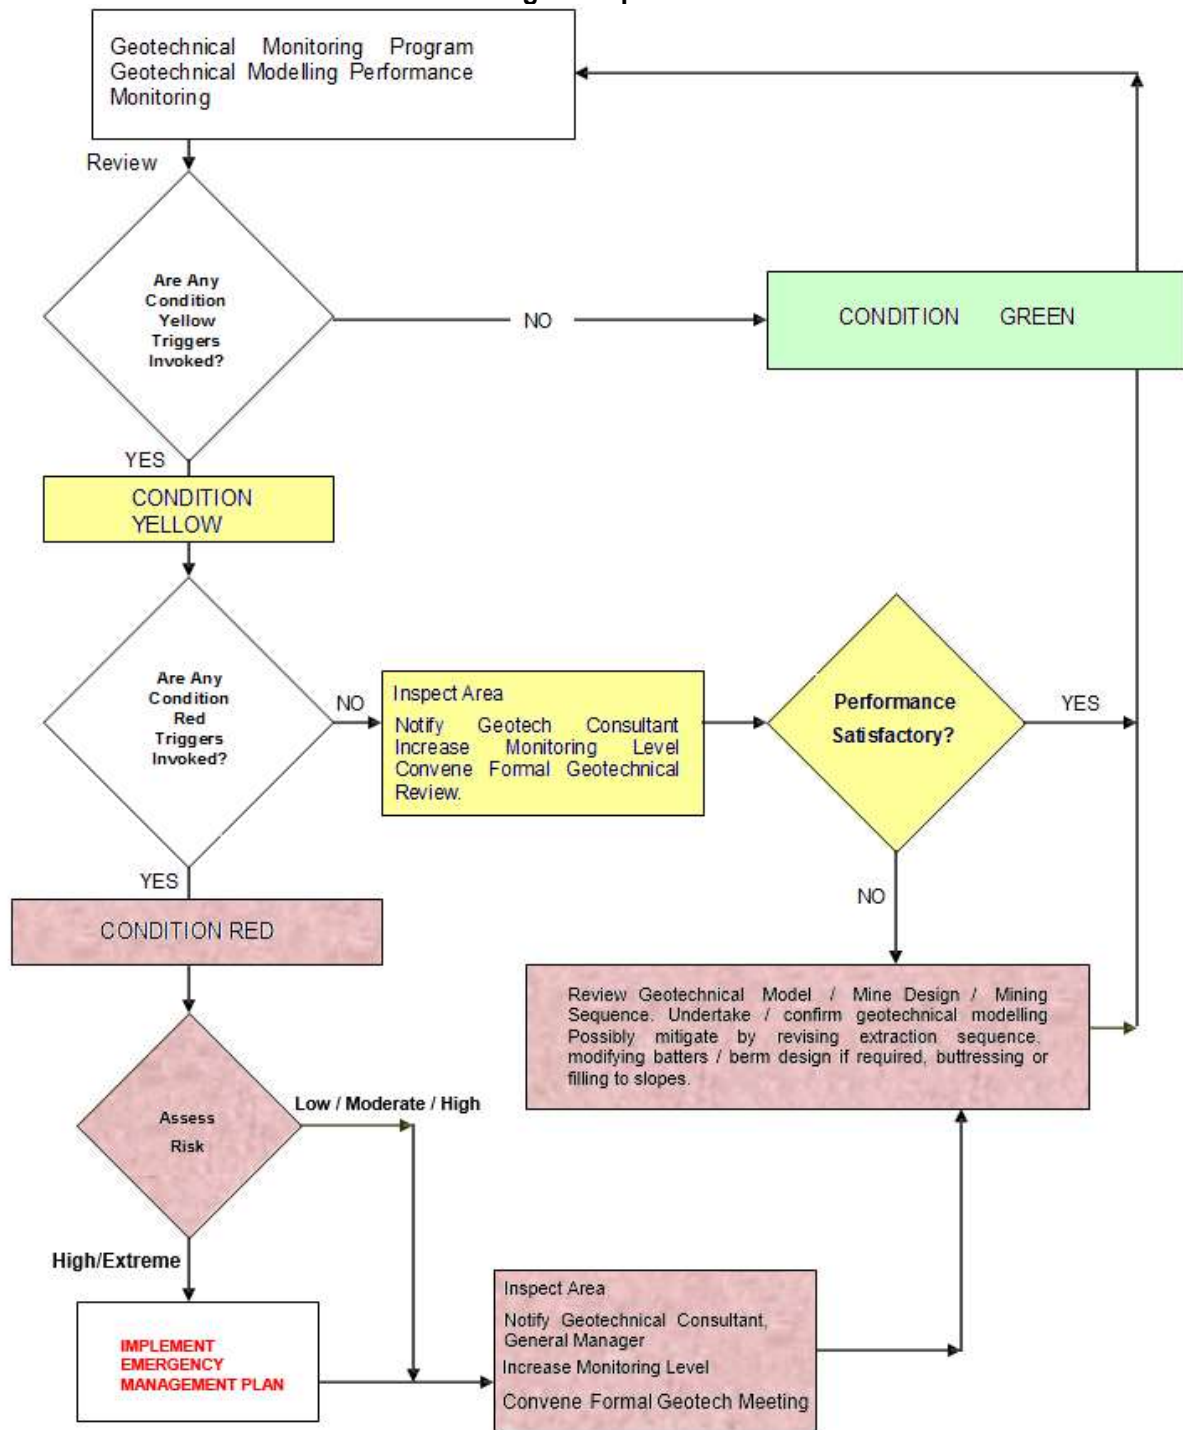 Geotechnical Monitoring Program
Geotechnical Modelling Performance
Monitoring
Review
Are Any
Condition
Yellow
Triggers
Invoked?
NO
CONDITION GREEN
YES
CONDITION
YELLOW
Are Any
Condition
Red
Triggers
Invoked?
NO
Inspect Area
Notify Geotech Consultant
Increase Monitoring Level
Convene Formal Geotechnical
Review.
Performance
Satisfactory?
YES
NO
YES
CONDITION RED
Review Geotechnical Model / Mine Design / Mining
Sequence. Undertake / confirm geotechnical modelling
Possibly mitigate by revising extraction sequence,
modifying batters / berm design if required, buttressing or
filling to slopes.
Assess
Risk
Low / Moderate / High
High/Extreme
IMPLEMENT
EMERGENCY
MANAGEMENT PLAN
Inspect Area
Notify Geotechnical Consultant,
General Manager
Increase Monitoring Level
Convene Formal Geotech Meeting